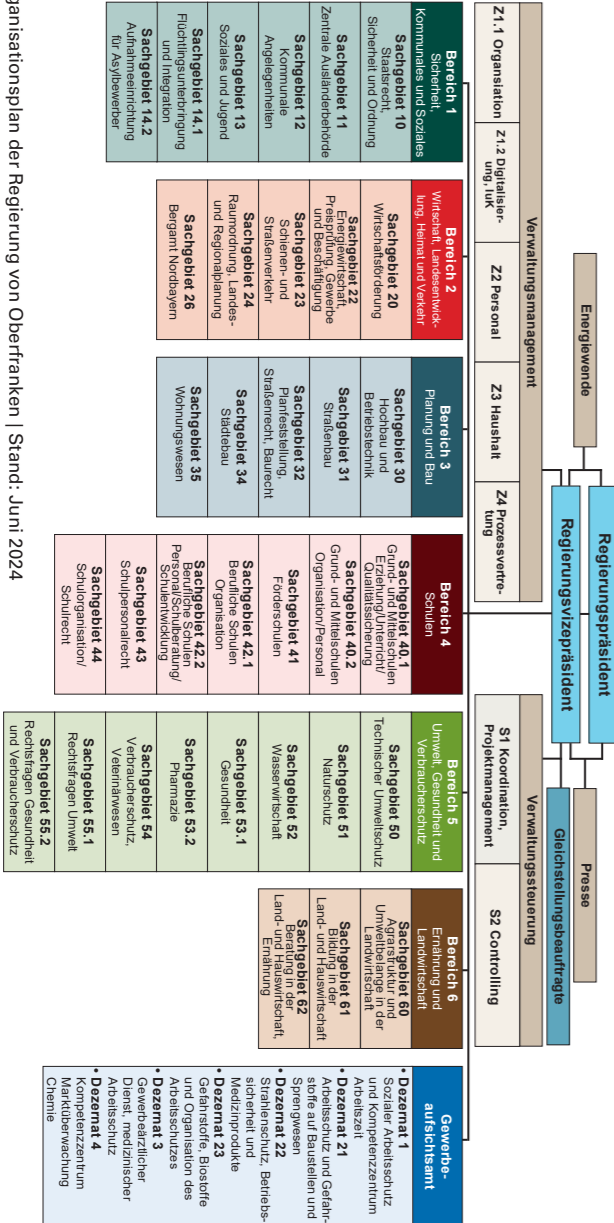 Regierungspräsident
Regierungsvizepräsident
Energiewende
Presse
Gleichstellungsbeauftragte
Verwaltungsmanagement
Z1.1 Organsiation
Z1.2 Digitalisier-
ung, IuK
Z2 Personal
Z3 Haushalt
Z4 Prozessvertre-
tung
Verwaltungssteuerung
S1 Koordination,
Projektmanagement
S2 Controlling
Bereich 1
Sicherheit,
Kommunales und Soziales
Sachgebiet 10
Staatsrecht,
Sicherheit und Ordnung
Sachgebiet 11
Zentrale Ausländerbehörde
Sachgebiet 12
Kommunale
Angelegenheiten
Sachgebiet 13
Soziales und Jugend
Sachgebiet 14.1
Flüchtlingsunterbringung
und Integration
Sachgebiet 14.2
Aufnahmeeinrichtung
für Asylbewerber
Bereich 2
Wirtschaft, Landesentwick-
lung, Heimat und Verkehr
Sachgebiet 20
Wirtschaftsförderung
Sachgebiet 22
Energiewirtschaft,
Preisprüfung, Gewerbe
und Beschäftigung
Sachgebiet 23
Schienen- und
Straßenverkehr
Sachgebiet 24
Raumordnung, Landes-
und Regionalplanung
Sachgebiet 26
Bergamt Nordbayern
Bereich 3
Planung und Bau
Sachgebiet 30
Hochbau und
Betriebstechnik
Sachgebiet 31
Straßenbau
Sachgebiet 32
Planfeststellung,
Straßenrecht, Baurecht
Sachgebiet 34
Städtebau
Sachgebiet 35
Wohnungswesen
Bereich 4
Schulen
Sachgebiet 40.1
Grund- und Mittelschulen
Erziehung/Unterricht/
Qualitätssicherung
Sachgebiet 40.2
Grund- und Mittelschulen
Organisation/Personal
Sachgebiet 41
Förderschulen
Sachgebiet 42.1
Berufliche Schulen
Organisation
Sachgebiet 42.2
Berufliche Schulen
Personal/Schulberatung/
Schulentwicklung
Sachgebiet 43
Schulpersonalrecht
Sachgebiet 44
Schulorganisation/
Schulrecht
Bereich 5
Umwelt, Gesundheit und
Verbraucherschutz
Sachgebiet 50
Technischer Umweltschutz
Sachgebiet 51
Naturschutz
Sachgebiet 52
Wasserwirtschaft
Sachgebiet 53.1
Gesundheit
Sachgebiet 53.2
Pharmazie
Sachgebiet 54
Verbraucherschutz,
Veterinärwesen
Sachgebiet 55.1
Rechtsfragen Umwelt
Sachgebiet 55.2
Rechtsfragen Gesundheit
und Verbraucherschutz
Bereich 6
Ernährung und
Landwirtschaft
Sachgebiet 60
Agrarstruktur und
Umweltbelange in der
Landwirtschaft
Sachgebiet 61
Bildung in der
Land- und Hauswirtschaft
Sachgebiet 62
Beratung in der
Land- und Hauswirtschaft,
Ernährung
Gewerbe-
aufsichtsamt
• Dezernat 1
Sozialer Arbeitsschutz
und Kompetenzzentrum
Arbeitszeit
• Dezernat 21
Arbeitsschutz und Gefahr-
stoffe auf Baustellen und
Sprengwesen
• Dezernat 22
Strahlenschutz, Betriebs-
sicherheit und
Medizinprodukte
• Dezernat 23
Gefahrstoffe, Biostoffe
und Organisation des
Arbeitsschutzes
• Dezernat 3
Gewerbeärztlicher
Dienst, medizinischer
Arbeitsschutz
• Dezernat 4
Kompetenzzentrum
Marktüberwachung
Chemie
ganisationsplan der Regierung von Oberfranken | Stand: Juni 2024